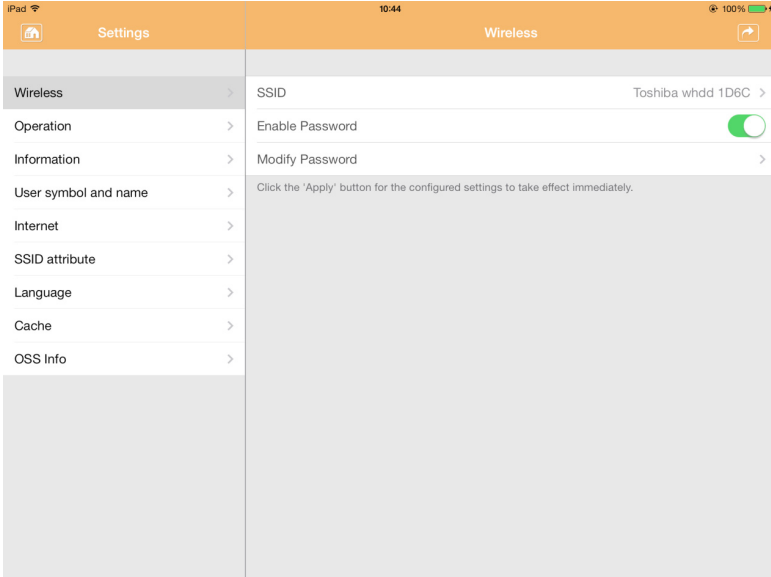 iPad 10:44 100%
Settings Wireless
Wireless
Operation
Information
User symbol and name
Internet
SSID attribute
Language
Cache
OSS Info
SSID Toshiba whdd 1D6C
Enable Password
Modify Password
Click the 'Apply' button for the configured settings to take effect immediately.